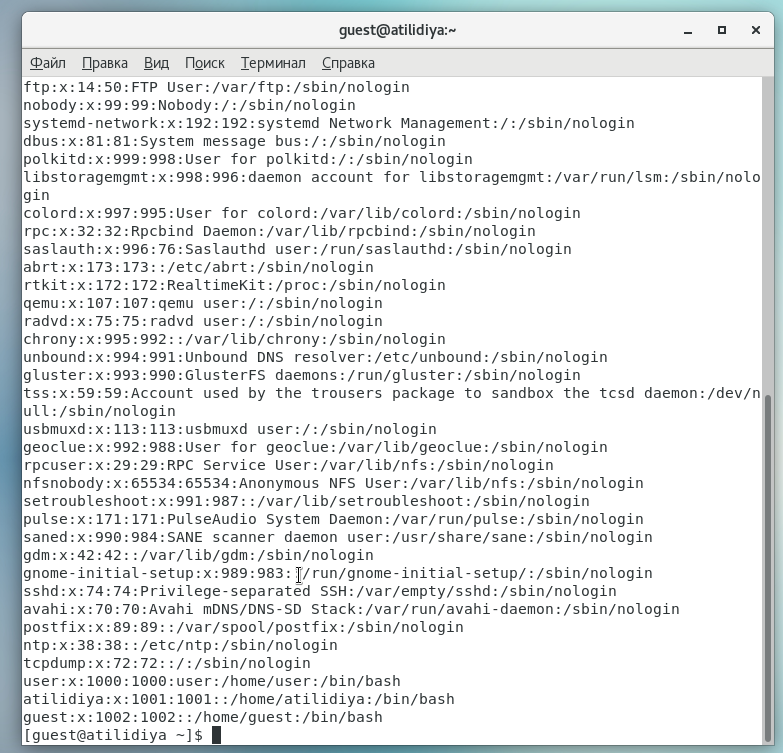 guest@atilidiya:~
Файл Правка Вид Поиск Терминал Справка
ftp:x:14:50:FTP User:/var/ftp:/sbin/nologin
nobody:x:99:99:Nobody:/:/sbin/nologin
systemd-network:x:192:192:systemd Network Management:/:/sbin/nologin
dbus:x:81:81:System message bus:/:/sbin/nologin
polkitd:x:999:998:User for polkitd:/:/sbin/nologin
libstoragemgmt:x:998:996:daemon account for libstoragemgmt:/var/run/lsm:/sbin/nolo
gin
colord:x:997:995:User for colord:/var/lib/colord:/sbin/nologin
rpc:x:32:32:Rpcbind Daemon:/var/lib/rpcbind:/sbin/nologin
saslauth:x:996:76:Saslauthd user:/run/saslauthd:/sbin/nologin
abrt:x:173:173::/etc/abrt:/sbin/nologin
rtkit:x:172:172:RealtimeKit:/proc:/sbin/nologin
qemu:x:107:107:qemu user:/:/sbin/nologin
radvd:x:75:75:radvd user:/:/sbin/nologin
chrony:x:995:992::/var/lib/chrony:/sbin/nologin
unbound:x:994:991:Unbound DNS resolver:/etc/unbound:/sbin/nologin
gluster:x:993:990:GlusterFS daemons:/run/gluster:/sbin/nologin
tss:x:59:59:Account used by the trousers package to sandbox the tcsd daemon:/dev/n
ull:/sbin/nologin
usbmuxd:x:113:113:usbmuxd user:/:/sbin/nologin
geoclue:x:992:988:User for geoclue:/var/lib/geoclue:/sbin/nologin
rpcuser:x:29:29:RPC Service User:/var/lib/nfs:/sbin/nologin
nfsnobody:x:65534:65534:Anonymous NFS User:/var/lib/nfs:/sbin/nologin
setroubleshoot:x:991:987::/var/lib/setroubleshoot:/sbin/nologin
pulse:x:171:171:PulseAudio System Daemon:/var/run/pulse:/sbin/nologin
saned:x:990:984:SANE scanner daemon user:/usr/share/sane:/sbin/nologin
gdm:x:42:42::/var/lib/gdm:/sbin/nologin
gnome-initial-setup:x:989:983::/run/gnome-initial-setup/:/sbin/nologin
sshd:x:74:74:Privilege-separated SSH:/var/empty/sshd:/sbin/nologin
avahi:x:70:70:Avahi mDNS/DNS-SD Stack:/var/run/avahi-daemon:/sbin/nologin
postfix:x:89:89::/var/spool/postfix:/sbin/nologin
ntp:x:38:38::/etc/ntp:/sbin/nologin
tcpdump:x:72:72::/:/sbin/nologin
user:x:1000:1000:user:/home/user:/bin/bash
atilidiya:x:1001:1001::/home/atilidiya:/bin/bash
guest:x:1002:1002::/home/guest:/bin/bash
[guest@atilidiya ~]$